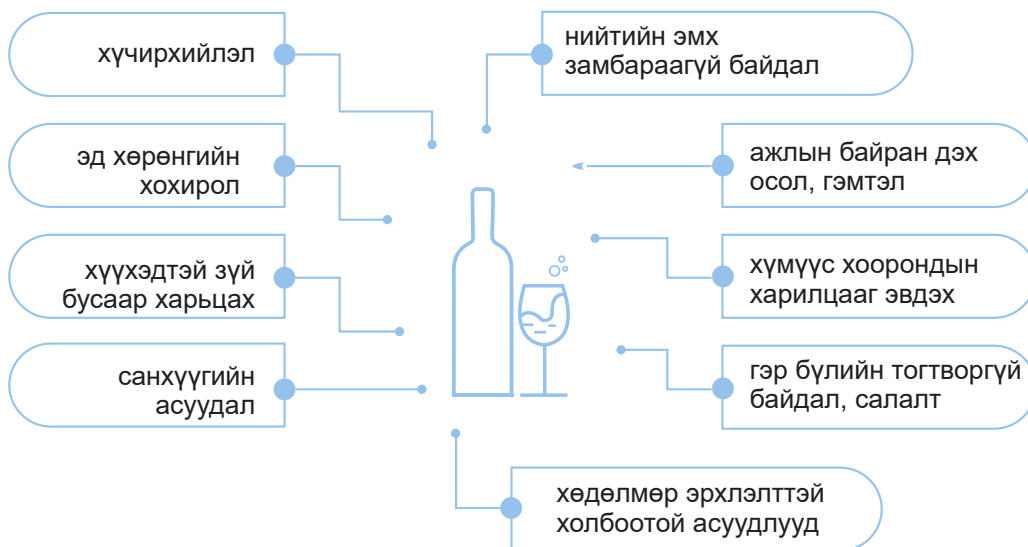 хүчирхийлэл
эд хөрөнгийн
хохирол
хүүхэдтэй зүй
бусаар харьцах
санхүүгийн
асуудал
нийтийн эмх
замбараагүй байдал
ажлын байран дэх
осол, гэмтэл
хүмүүс хоорондын
харилцааг эвдэх
гэр бүлийн тогтворгүй
байдал, салалт
хөдөлмөр эрхлэлттэй
холбоотой асуудлууд